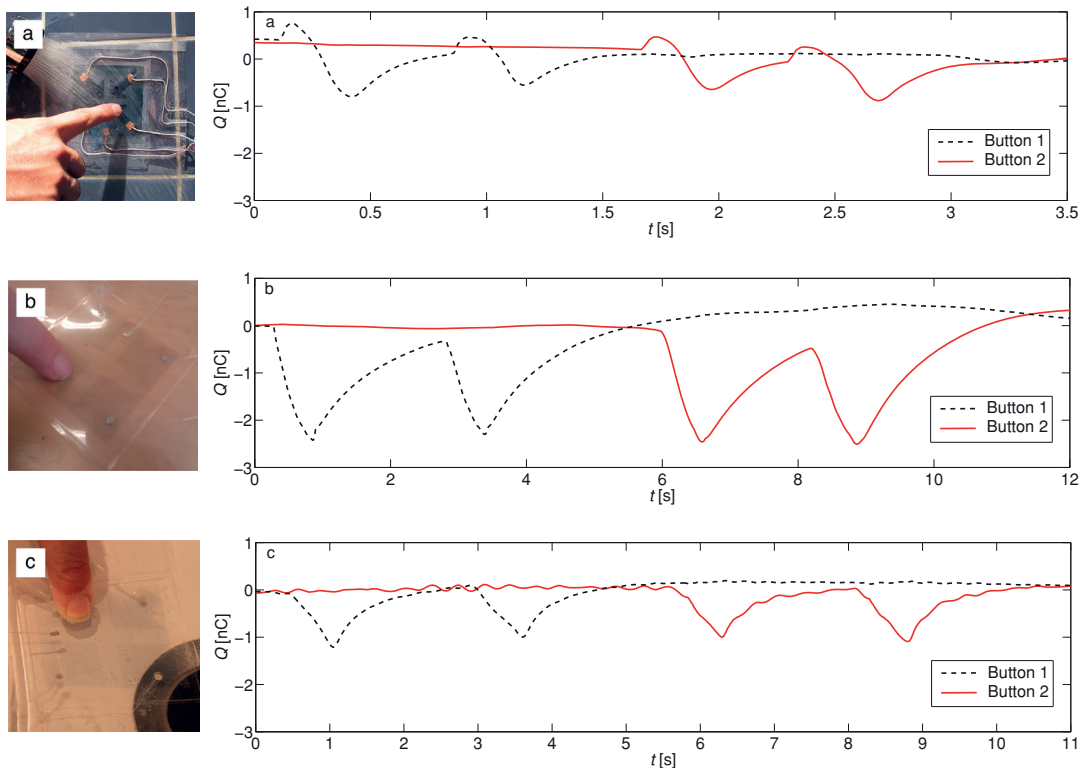 a
a
1
0
−1
−2
−3
Q [nC]
0 0.5 1 1.5 2 2.5 3 3.5
t [s]
Button 1
Button 2
b
b
1
0
−1
−2
−3
Q [nC]
0 2 4 6 8 10 12
t [s]
Button 1
Button 2
c
c
1
0
−1
−2
−3
Q [nC]
0 1 2 3 4 5 6 7 8 9 10 11
t [s]
Button 1
Button 2